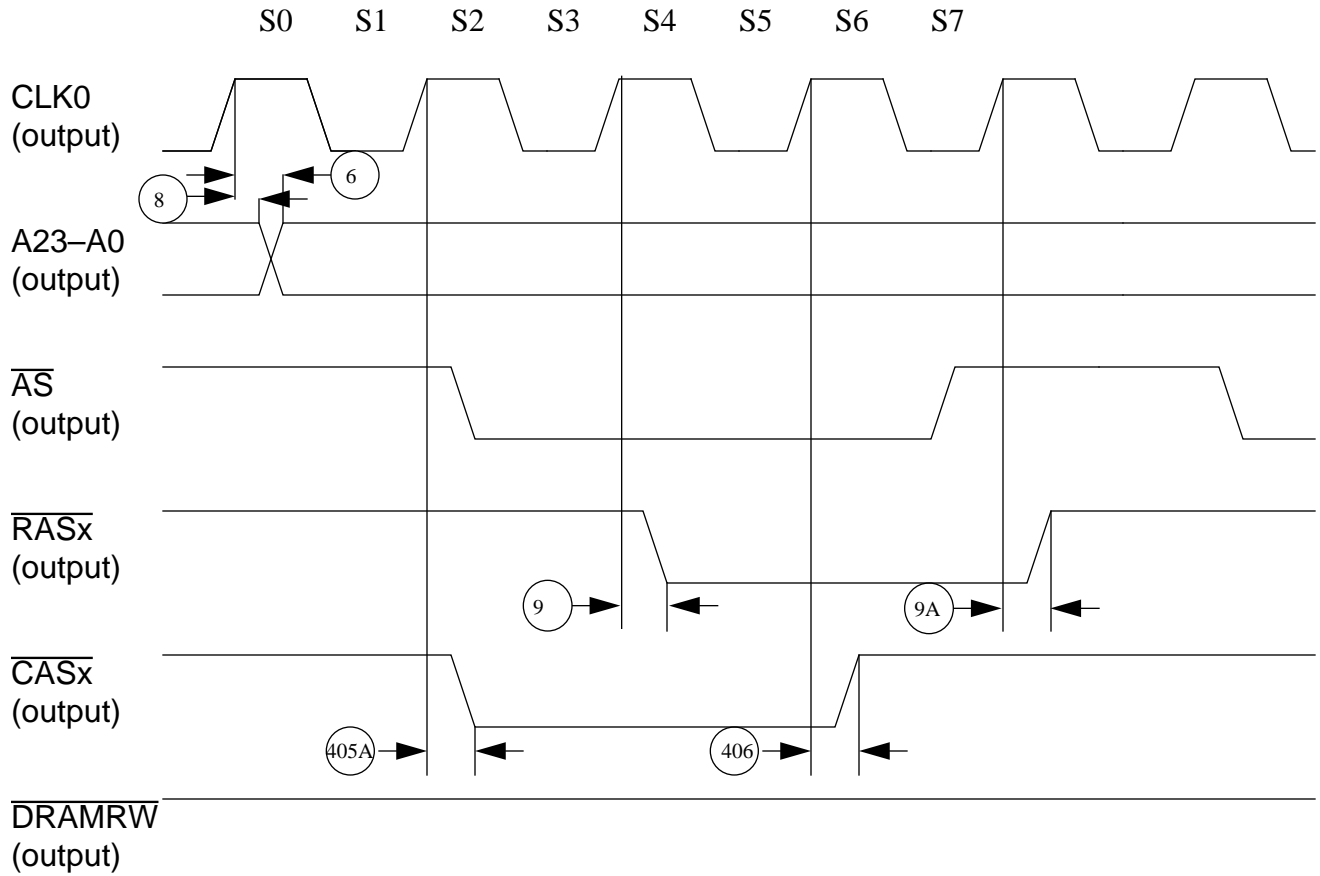 S0 S1 S2 S3 S4 S5 S6 S7
CLK0
(output)
6
8
A23–A0
(output)
AS
(output)
RASx
(output)
9
9A
CASx
(output)
405A
406
DRAMRW
(output)